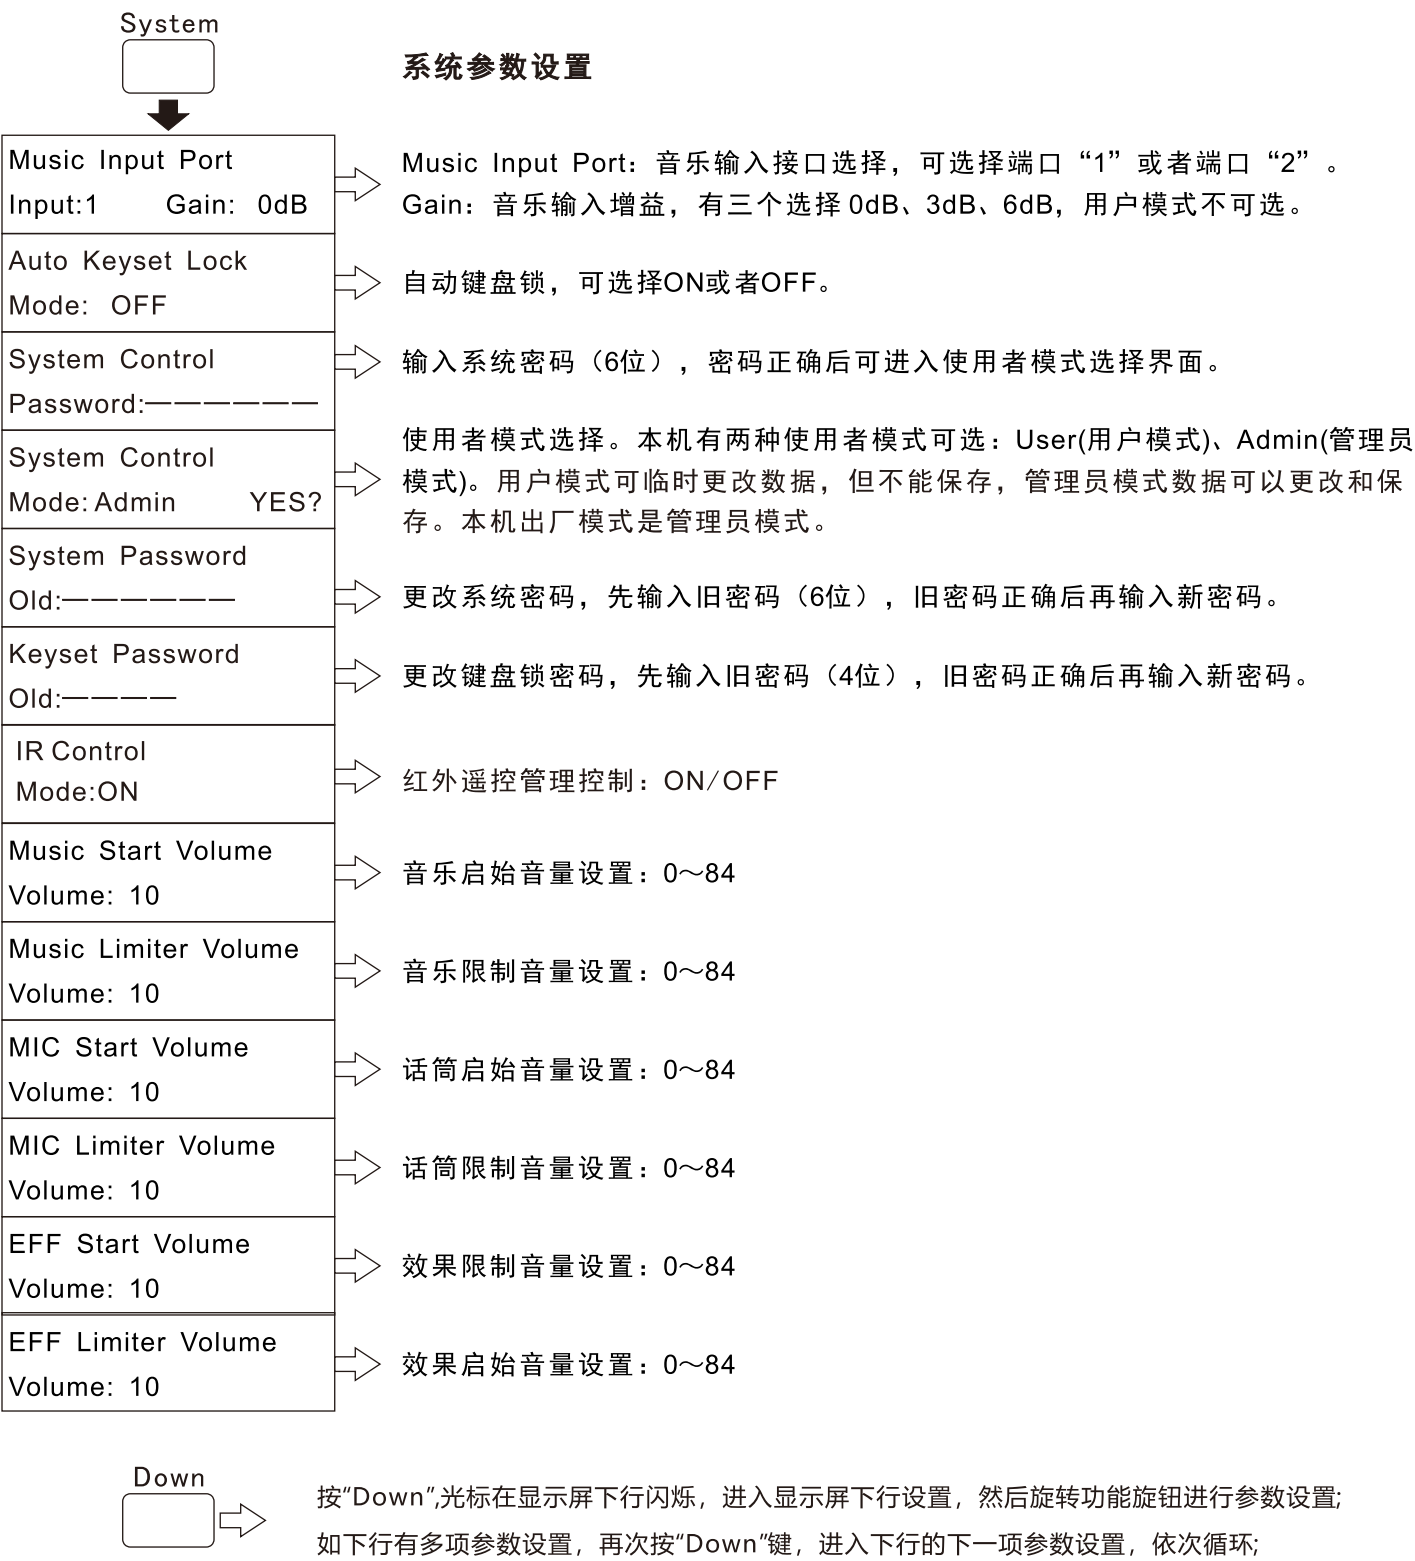 System
系统参数设置
Music Input Port
Input:1 Gain: 0dB
Music Input Port：音乐输入接口选择，可选择端口“1”或者端口“2”。
Gain：音乐输入增益，有三个选择 0dB、3dB、6dB，用户模式不可选。
Auto Keyset Lock
Mode: OFF
自动键盘锁，可选择ON或者OFF。
System Control
Password:——————
输入系统密码（6位），密码正确后可进入使用者模式选择界面。
System Control
Mode: Admin YES?
使用者模式选择。本机有两种使用者模式可选：User(用户模式)、Admin(管理员
模式)。用户模式可临时更改数据，但不能保存，管理员模式数据可以更改和保
存。本机出厂模式是管理员模式。
System Password
Old:——————
更改系统密码，先输入旧密码（6位），旧密码正确后再输入新密码。
Keyset Password
Old:————
更改键盘锁密码，先输入旧密码（4位），旧密码正确后再输入新密码。
IR Control
Mode:ON
红外遥控管理控制：ON/OFF
Music Start Volume
Volume: 10
音乐启始音量设置：0～84
Music Limiter Volume
Volume: 10
音乐限制音量设置：0～84
MIC Start Volume
Volume: 10
话筒启始音量设置：0～84
MIC Limiter Volume
Volume: 10
话筒限制音量设置：0～84
EFF Start Volume
Volume: 10
效果限制音量设置：0～84
EFF Limiter Volume
Volume: 10
效果启始音量设置：0～84
Down
按“Down”,光标在显示屏下行闪烁，进入显示屏下行设置，然后旋转功能旋钮进行参数设置;
如下行有多项参数设置，再次按“Down”键，进入下行的下一项参数设置，依次循环;